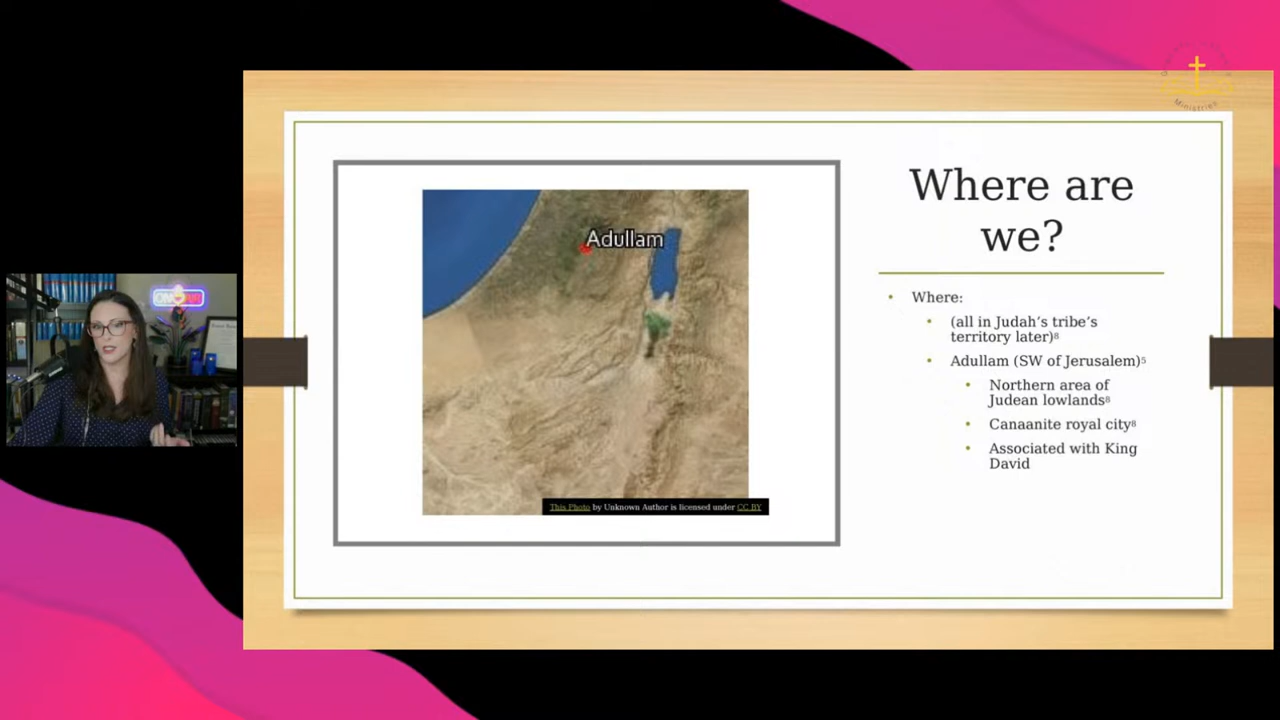 Ministries
Where are
we?
• Where:
• (all in Judah’s tribe’s
territory later)⁸
• Adullam (SW of Jerusalem)⁵
• Northern area of
Judean lowlands⁸
• Canaanite royal city⁸
• Associated with King
David
Adullam
This Photo by Unknown Author is licensed under CC BY